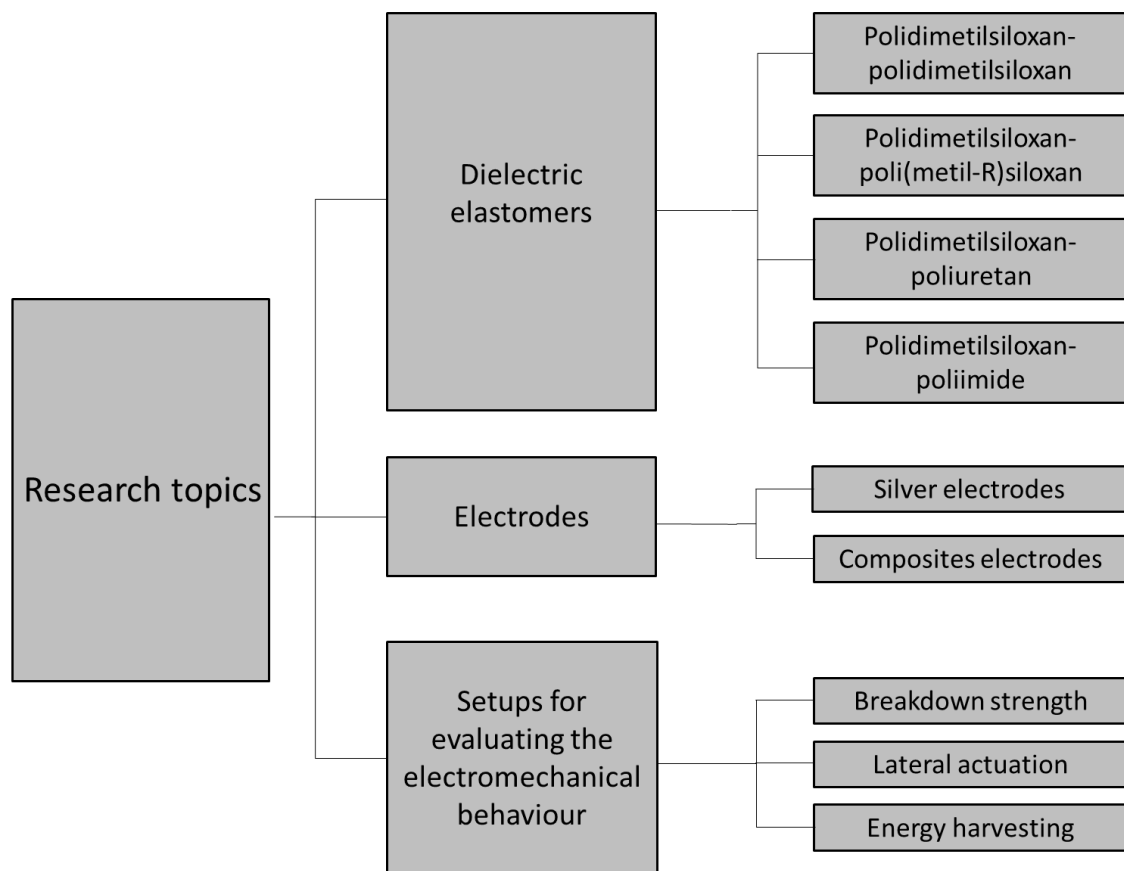 Research topics
Dielectric
elastomers
Polidimetilsiloxan-
polidimetilsiloxan
Polidimetilsiloxan-
poli(metil-R)siloxan
Polidimetilsiloxan-
poliuretan
Polidimetilsiloxan-
poliimide
Electrodes
Silver electrodes
Composites electrodes
Setups for
evaluating the
electromechanical
behaviour
Breakdown strength
Lateral actuation
Energy harvesting